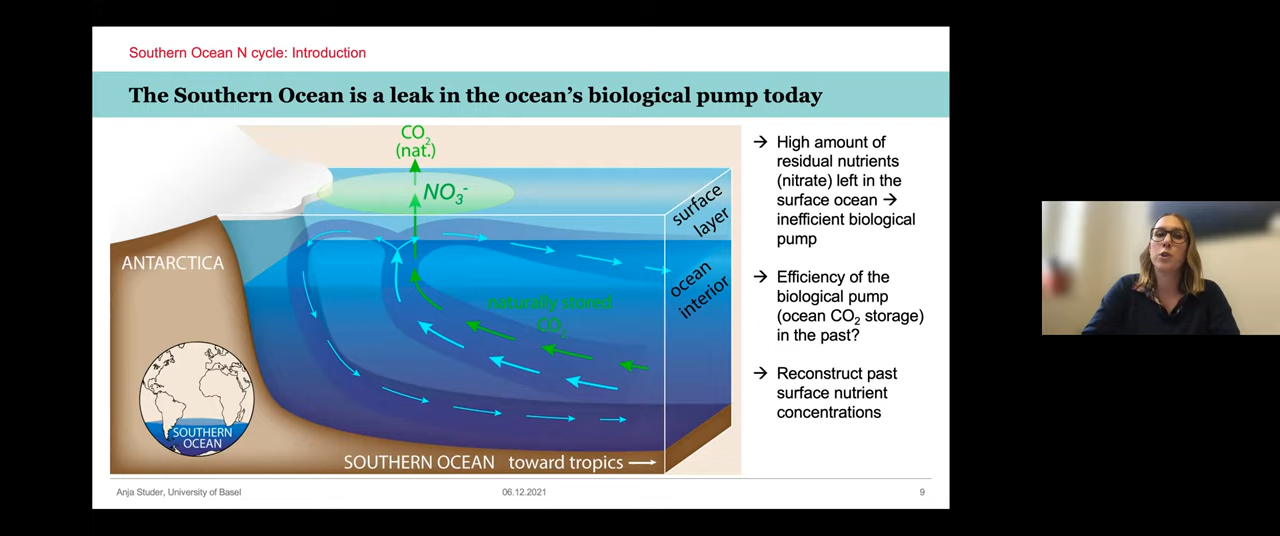 Southern Ocean N cycle: Introduction
The Southern Ocean is a leak in the ocean's biological pump today
CO2
(nat.)
NO3-
surface
layer
ocean
interior
ANTARCTICA
naturally stored
CO2
SOUTHERN
OCEAN
SOUTHERN OCEAN toward tropics →
→ High amount of
residual nutrients
(nitrate) left in the
surface ocean →
inefficient biological
pump
→ Efficiency of the
biological pump
(ocean CO2 storage)
in the past?
→ Reconstruct past
surface nutrient
concentrations
Anja Studer, University of Basel
06.12.2021
9